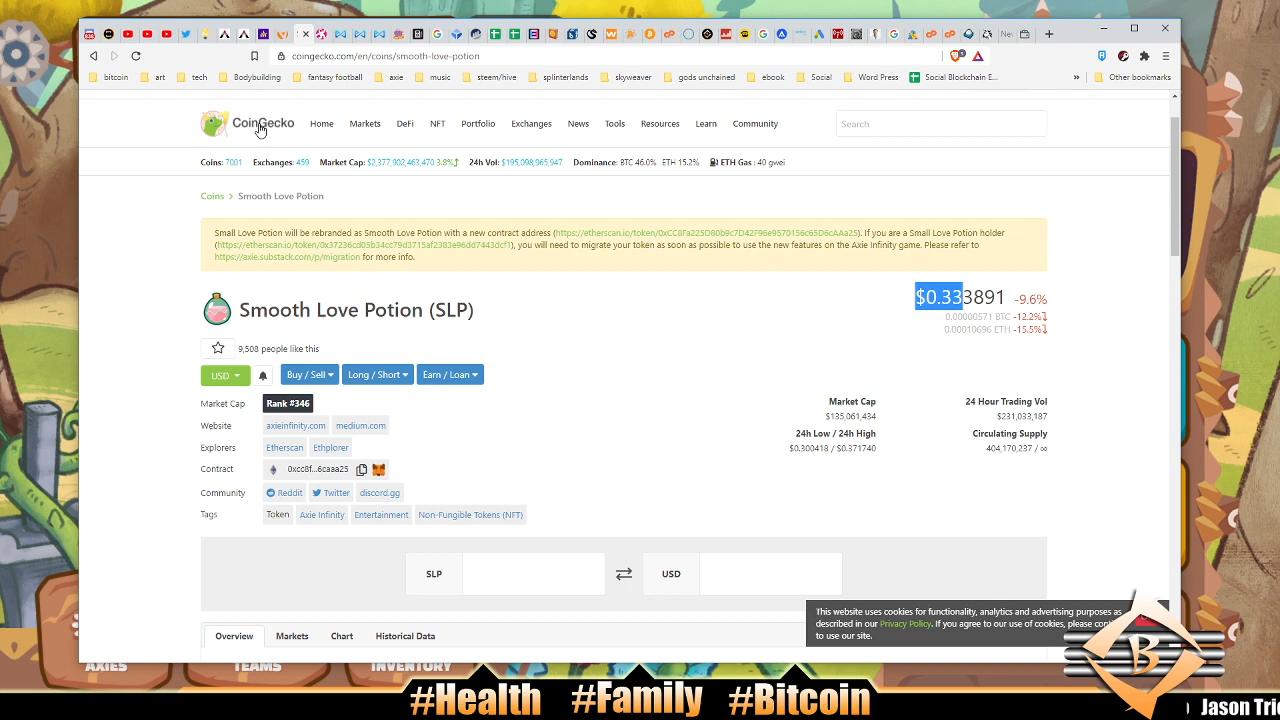 coingecko.com/en/coins/smooth-love-potion
bitcoin art tech Bodybuilding fantasy football axie music steem/hive splinterlands skyweaver gods unchained ebook Social Word Press Social Blockchain E... » Other bookmarks
CoinGecko Home Markets DeFi NFT Portfolio Exchanges News Tools Resources Learn Community Search
Coins: 7001 Exchanges: 459 Market Cap: $2,377,902,463,470 3.8% 24h Vol: $195,098,965,947 Dominance: BTC 46.0% ETH 15.2% ETH Gas : 40 gwei
Coins > Smooth Love Potion
Small Love Potion will be rebranded as Smooth Love Potion with a new contract address (https://etherscan.io/token/0xCC8Fa225D80b9c7D42F96e9570156c65D6cAAa25). If you are a Small Love Potion holder
(https://etherscan.io/token/0x37236cd05b34cc79d3715af2383e96dd7443dcf1), you will need to migrate your token as soon as possible to use the new features on the Axie Infinity game. Please refer to
https://axie.substack.com/p/migration for more info.
Smooth Love Potion (SLP)
$0.333891 -9.6%
0.00000571 BTC -12.2%
0.00010696 ETH -15.5%
9,508 people like this
USD Buy / Sell Long / Short Earn / Loan
Market Cap Rank #346
Website axieinfinity.com medium.com
Explorers Etherscan Ethplorer
Contract 0xcc8f...6caaa25
Community Reddit Twitter discord.gg
Tags Token Axie Infinity Entertainment Non-Fungible Tokens (NFT)
Market Cap 24 Hour Trading Vol
$135,061,434 $231,033,187
24h Low / 24h High Circulating Supply
$0.300418 / $0.371740 404,170,237 / ∞
SLP USD
This website uses cookies for functionality, analytics and advertising purposes as
described in our Privacy Policy. If you agree to our use of cookies, please
to use our site.
Overview Markets Chart Historical Data
AXIES TEAMS INVENTORY
#Health #Family #Bitcoin
B
Jason